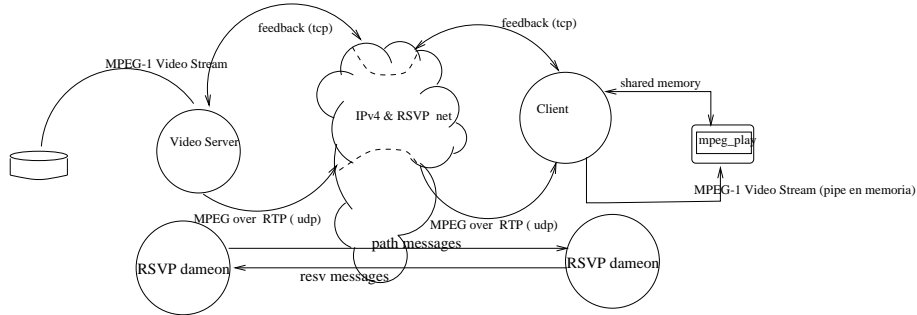 feedback (tcp)
feedback (tcp)
MPEG-1 Video Stream
shared memory
IPv4 & RSVP net
Client
Video Server
mpeg_play
MPEG-1 Video Stream (pipe en memoria)
MPEG over RTP ( udp)
MPEG over RTP ( udp)
path messages
RSVP dameon
RSVP dameon
resv messages